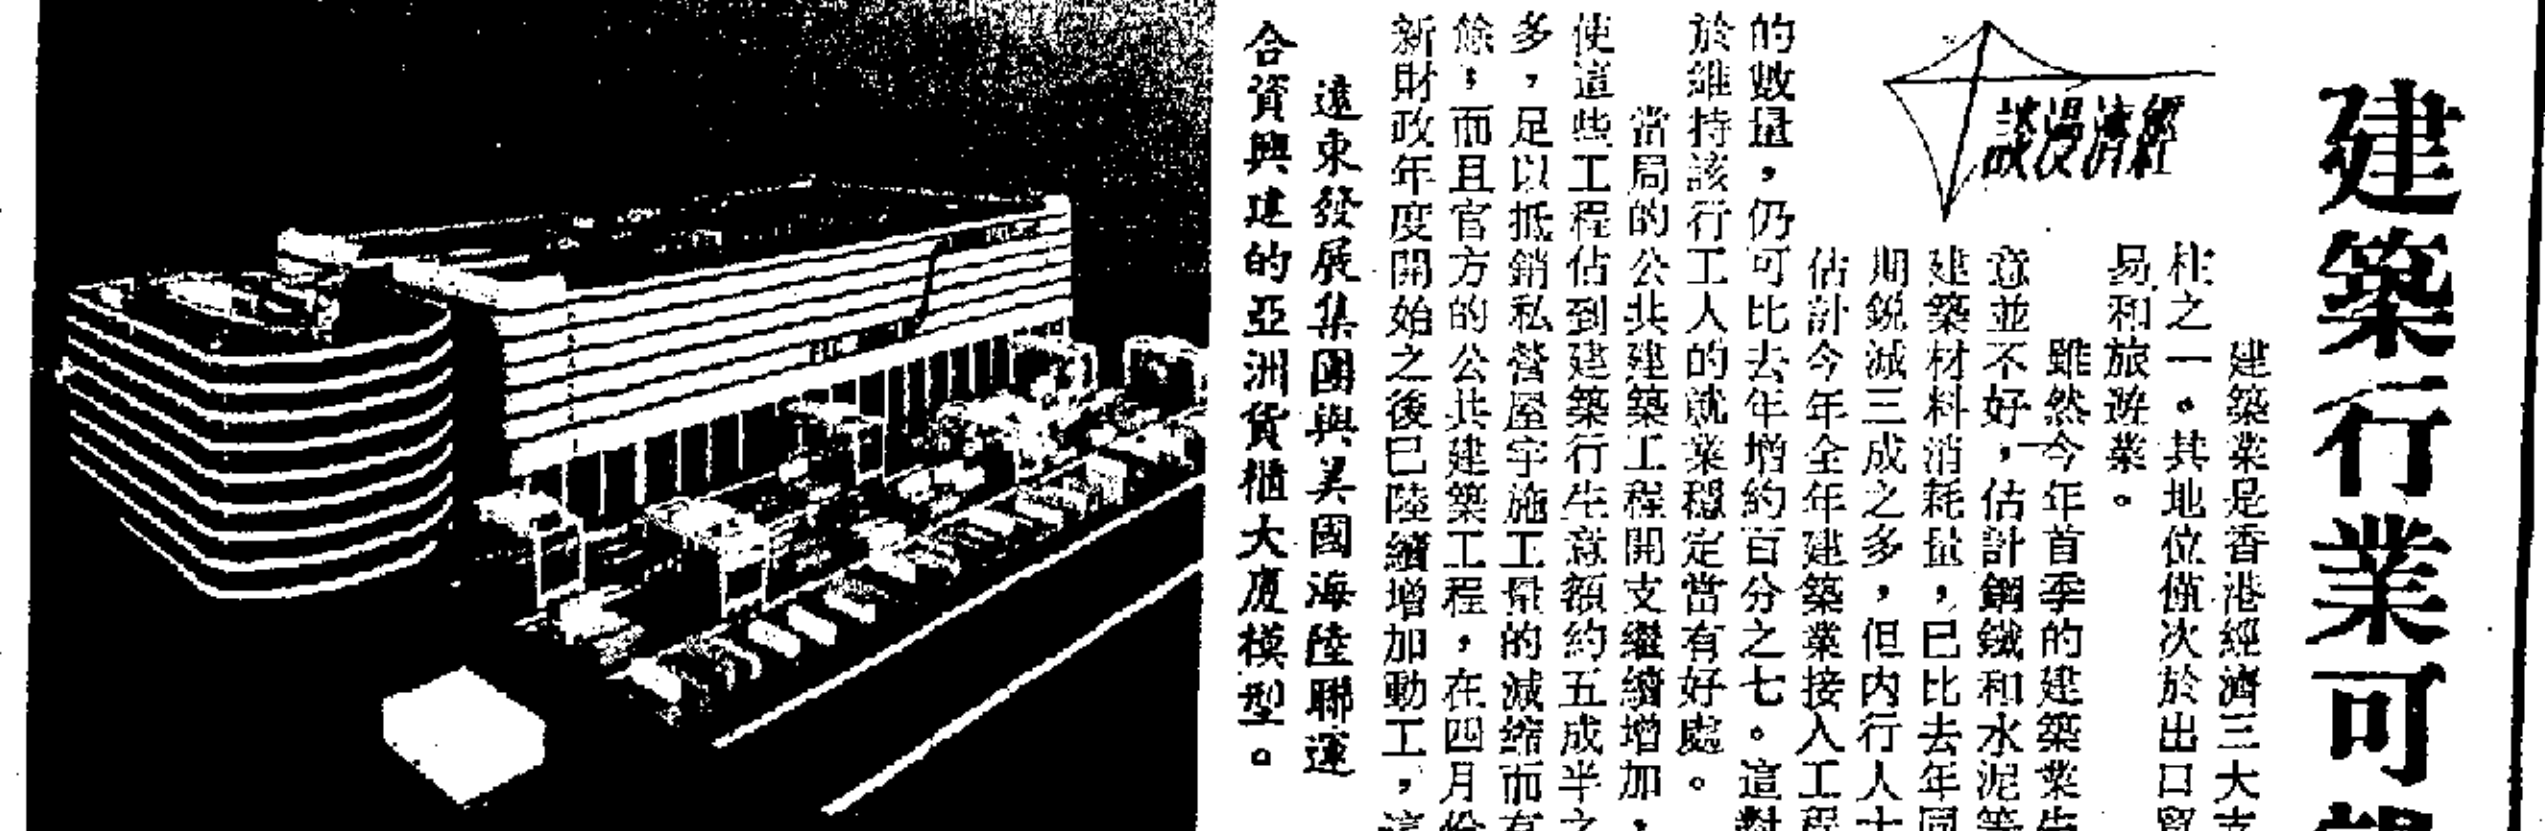 建築行業可
經濟漫談
建築業是香港經濟三大支
柱之一。其地位僅次於出口貿
易和旅遊業。
雖然今年首季的建築業生
意並不好，估計鋼鐵和水泥等
建築材料消耗量，已比去年同
期銳減三成之多，但內行人士
估計今年全年建築業接入工程
的數量，仍可比去年增約百分之七。這對
於維持該行工人的就業穩定當有好處。
當局的公共建築工程開支繼續增加，
使這些工程佔到建築行生意額約五成半之
多，足以抵銷私營屋宇施工量的減縮而有
餘，而且官方的公共建築工程，在四月份
新財政年度開始之後已陸續增加動工，這
遠東發展集團與美國海陸聯運
合資興建的亞洲貨櫃大廈模型。